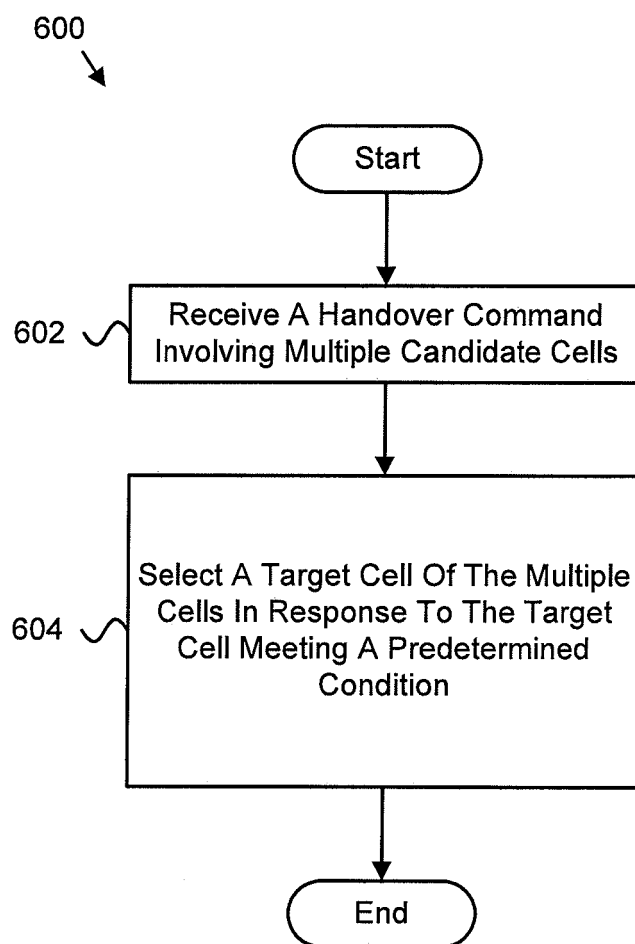 600
Start
602
Receive A Handover Command
Involving Multiple Candidate Cells
Select A Target Cell Of The Multiple
Cells In Response To The Target
604
Cell Meeting A Predetermined
Condition
End